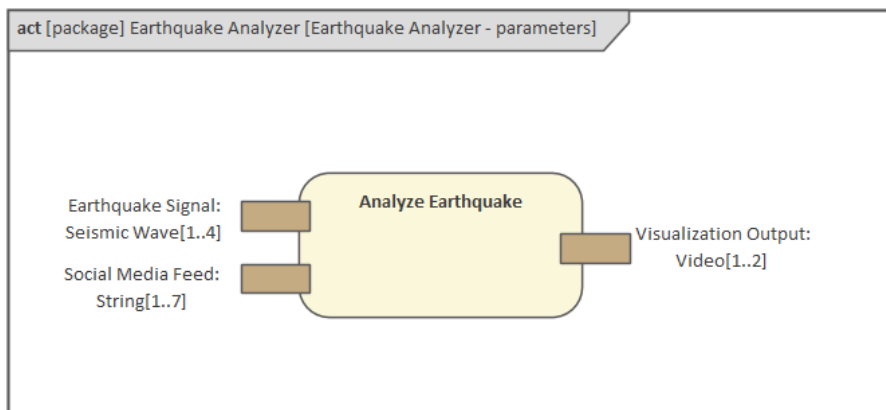 act [package] Earthquake Analyzer [Earthquake Analyzer - parameters]
Analyze Earthquake
Earthquake Signal:
Seismic Wave[1..4]
Social Media Feed:
String[1..7]
Visualization Output:
Video[1..2]